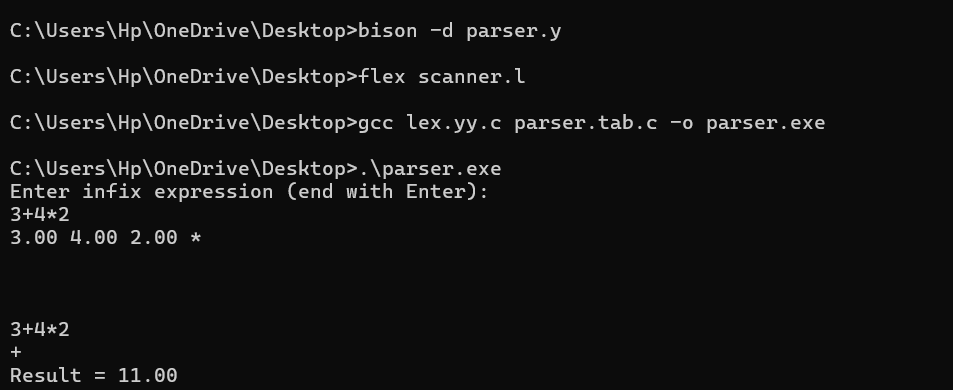 C:\Users\Hp\OneDrive\Desktop>bison -d parser.y
C:\Users\Hp\OneDrive\Desktop>flex scanner.l
C:\Users\Hp\OneDrive\Desktop>gcc lex.yy.c parser.tab.c -o parser.exe
C:\Users\Hp\OneDrive\Desktop>.\parser.exe
Enter infix expression (end with Enter):
3+4*2
3.00 4.00 2.00 *
3+4*2
+
Result = 11.00